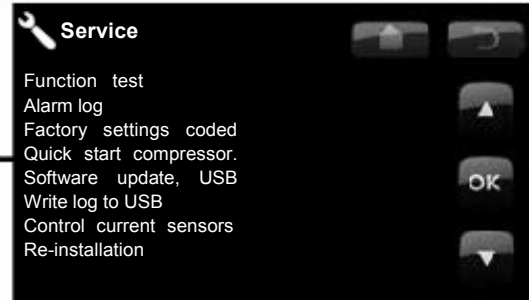 Service
Function test
Alarm log
Factory settings coded
Quick start compressor.
Software update, USB
Write log to USB
Control current sensors
Re-installation
OK